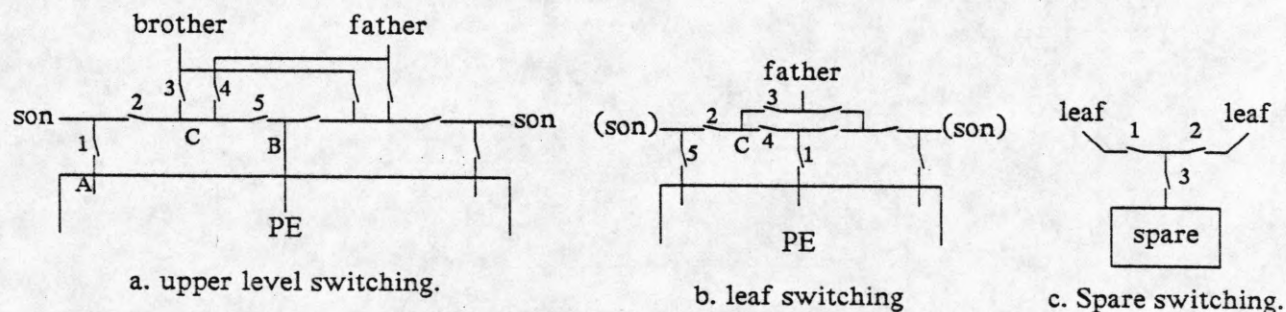 brother father
3 4
son 2 5 son
C
1 B
A
PE
a. upper level switching.
father
3
(son) 2 (son)
C 4
5 1
PE
b. leaf switching
leaf leaf
1 2
3
spare
c. Spare switching.